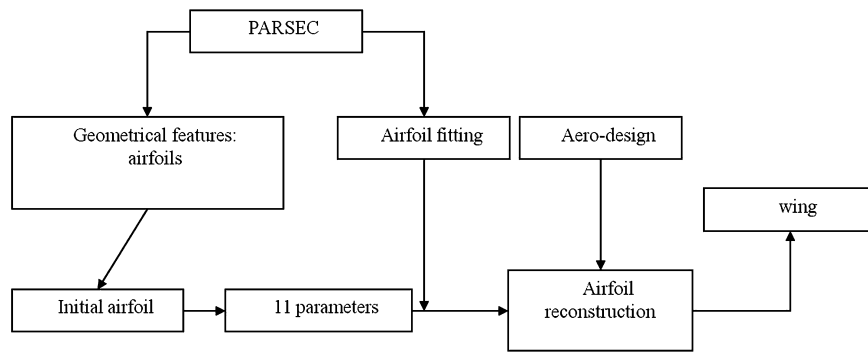 PARSEC
Geometrical features:
airfoils
Airfoil fitting
Aero-design
wing
Initial airfoil
11 parameters
Airfoil
reconstruction